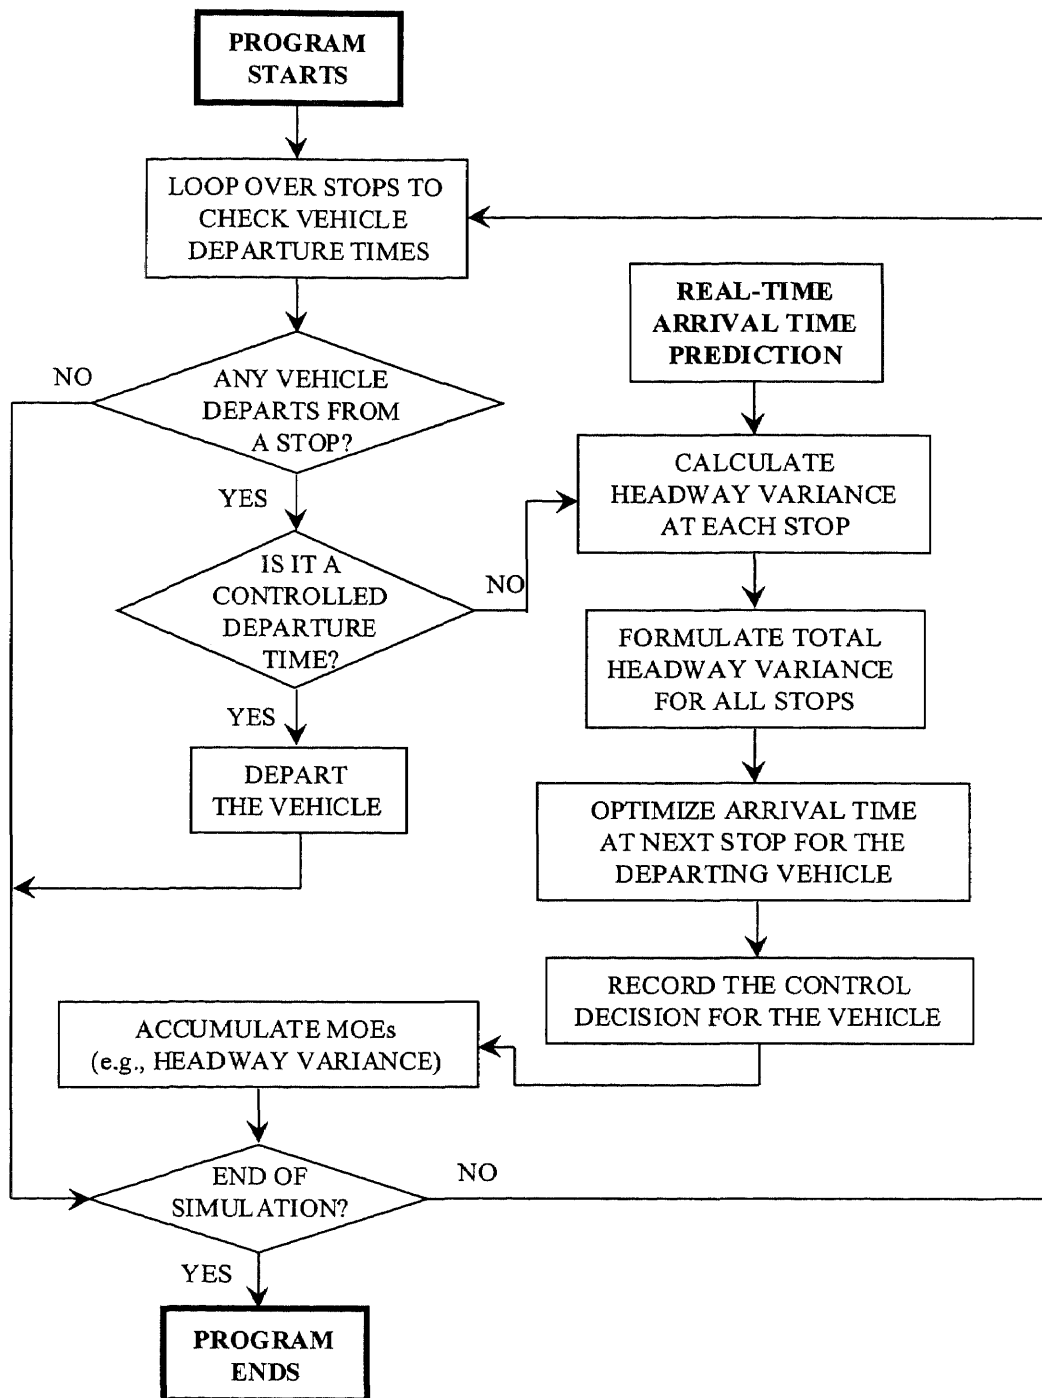 PROGRAM
STARTS
LOOP OVER STOPS TO
CHECK VEHICLE
DEPARTURE TIMES
REAL-TIME
ARRIVAL TIME
PREDICTION
NO
ANY VEHICLE
DEPARTS FROM
A STOP?
YES
CALCULATE
HEADWAY VARIANCE
AT EACH STOP
IS IT A
CONTROLLED
DEPARTURE
TIME?
NO
YES
FORMULATE TOTAL
HEADWAY VARIANCE
FOR ALL STOPS
DEPART
THE VEHICLE
OPTIMIZE ARRIVAL TIME
AT NEXT STOP FOR THE
DEPARTING VEHICLE
RECORD THE CONTROL
DECISION FOR THE VEHICLE
ACCUMULATE MOEs
(e.g., HEADWAY VARIANCE)
END OF
SIMULATION?
NO
YES
PROGRAM
ENDS